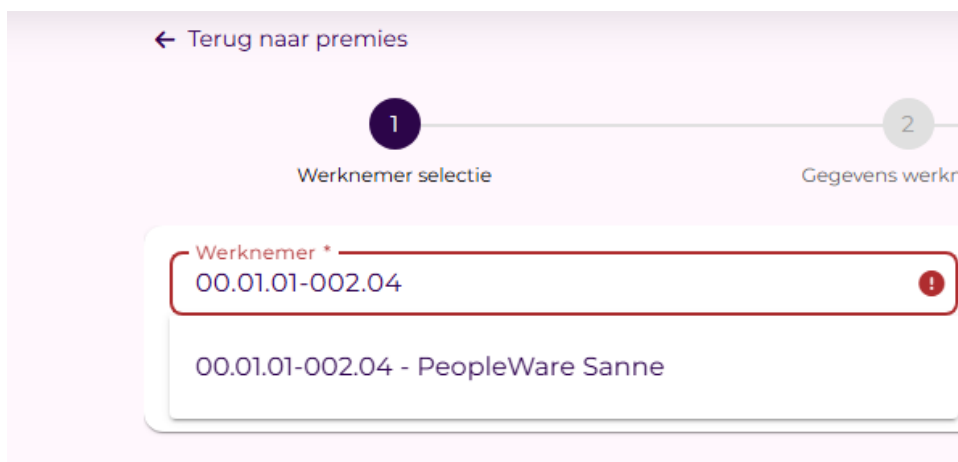 ← Terug naar premies
1
2
Werknemer selectie
Gegevens
Werknemer *
00.01.01-002.04
00.01.01-002.04 - PeopleWare Sanne